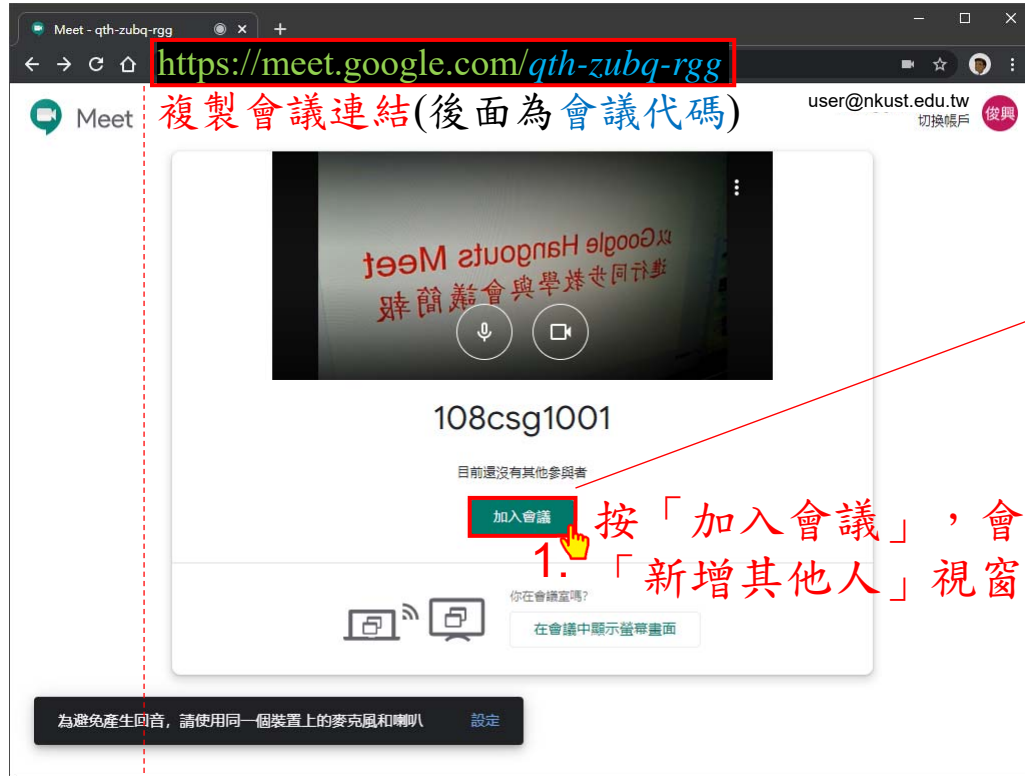 Meet - qth-zubq-rgg
https://meet.google.com/qth-zubq-rgg
Meet
複製會議連結(後面為會議代碼)
user@nkust.edu.tw
切換帳戶
俊興
以Google Hangouts Meet
進行同步教學與會議簡報
108csg1001
目前還沒有其他參與者
加入會議
1.
按「加入會議」，會
「新增其他人」視窗
你在會議室嗎?
在會議中顯示螢幕畫面
為避免產生回音，請使用同一個裝置上的麥克風和喇叭
設定